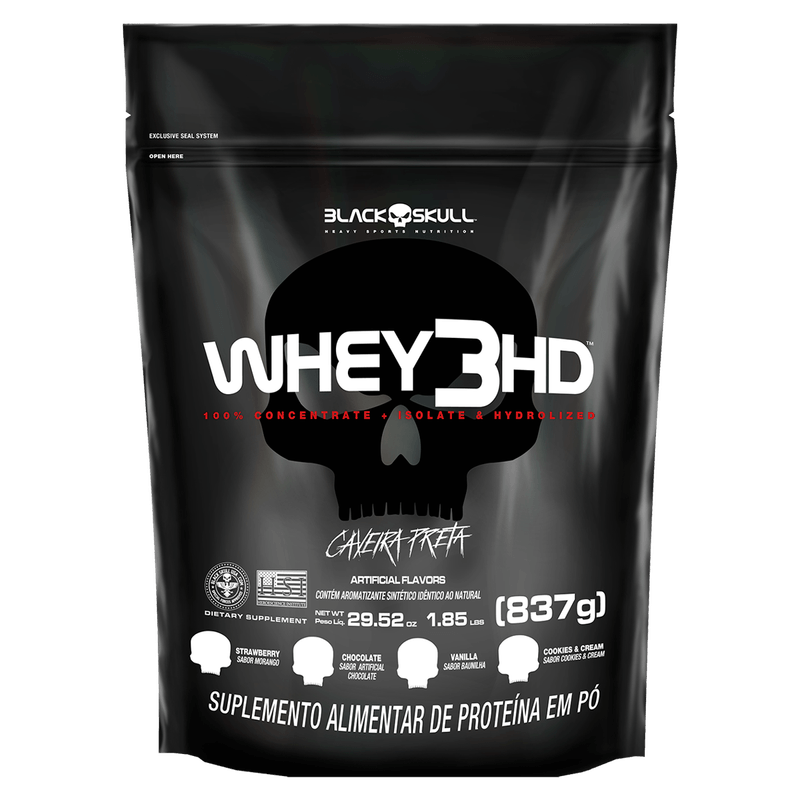 EXCLUSIVE SEAL SYSTEM
OPEN HERE
BLACK SKULL
HEAVY SPORTS NUTRITION
WHEY3HD™
100% CONCENTRATE + ISOLATE & HYDROLIZED
CAVEIRA PRETA
ARTIFICIAL FLAVORS
CONTÉM AROMATIZANTE SINTÉTICO IDÊNTICO AO NATURAL
DIETARY SUPPLEMENT
NET WT
Peso Líq. 29.52 OZ 1.85 LBS (837g)
STRAWBERRY
SABOR MORANGO
CHOCOLATE
SABOR ARTIFICIAL
CHOCOLATE
VANILLA
SABOR BAUNILHA
COOKIES & CREAM
SABOR COOKIES & CREAM
SUPLEMENTO ALIMENTAR DE PROTEÍNA EM PÓ